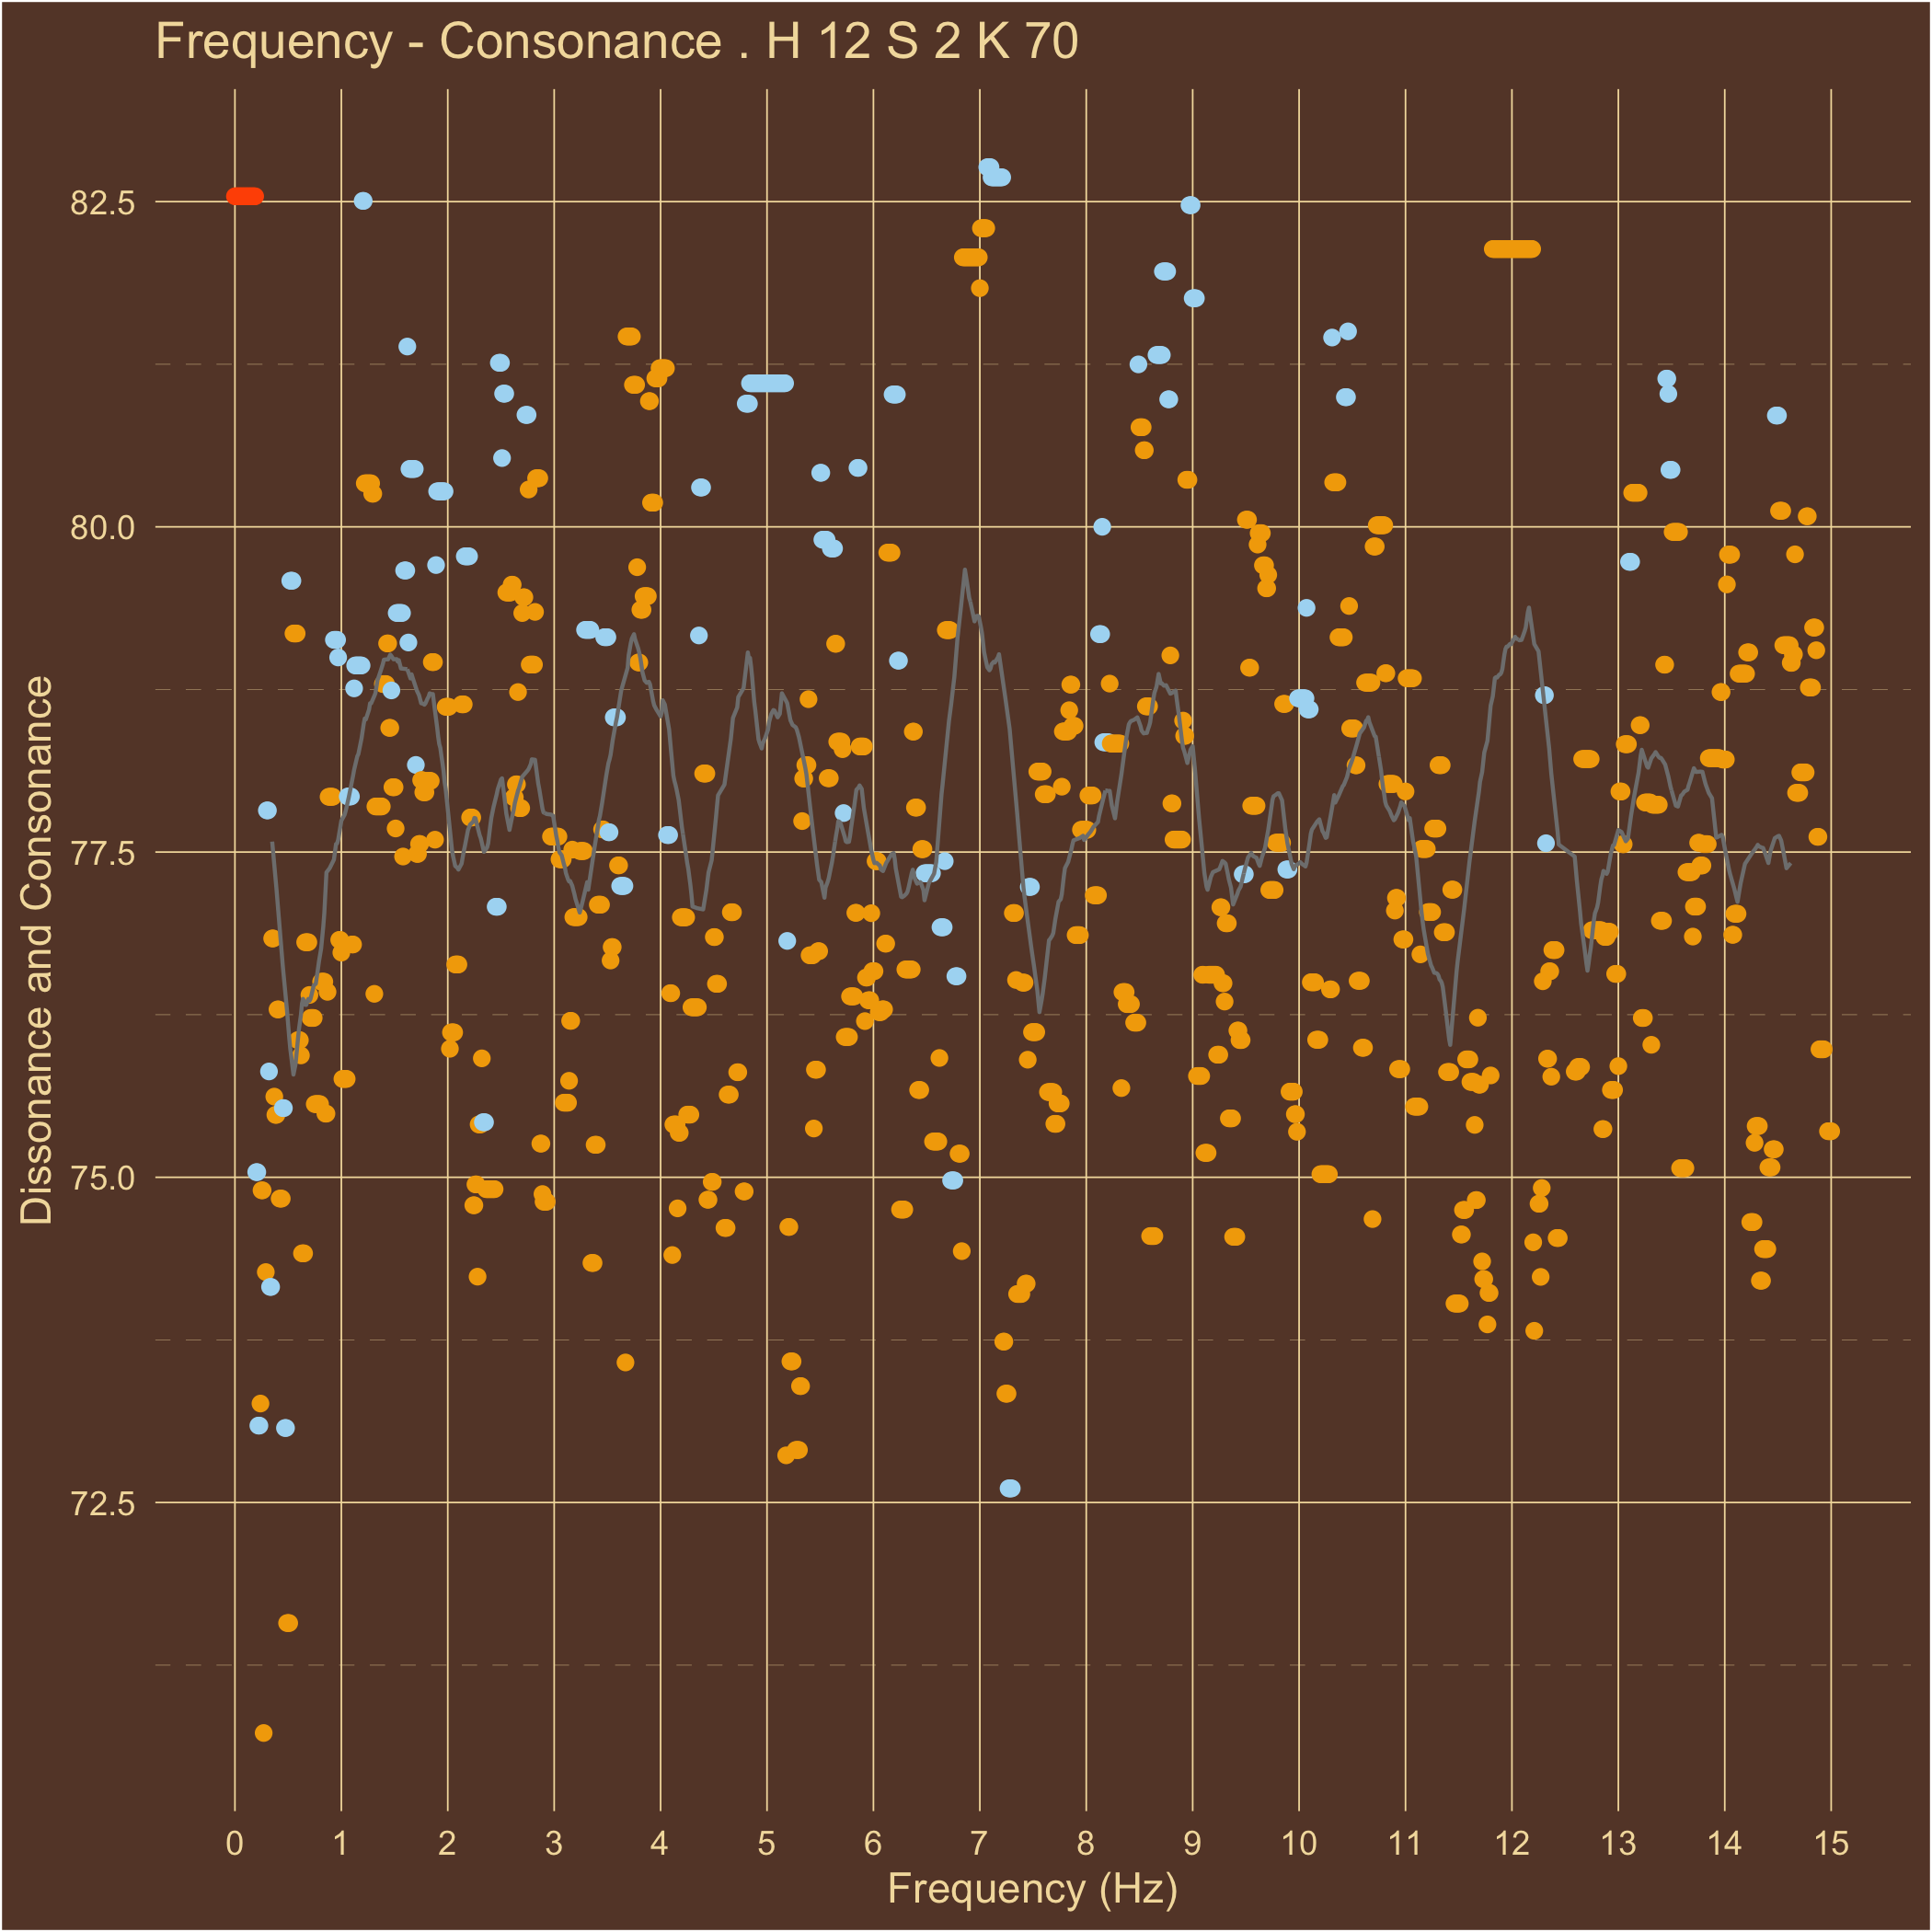 Frequency - Consonance . H 12 S 2 K 70
Dissonance and Consonance
82.5
80.0
77.5
75.0
72.5
0 1 2 3 4 5 6 7 8 9 10 11 12 13 14 15
Frequency (Hz)